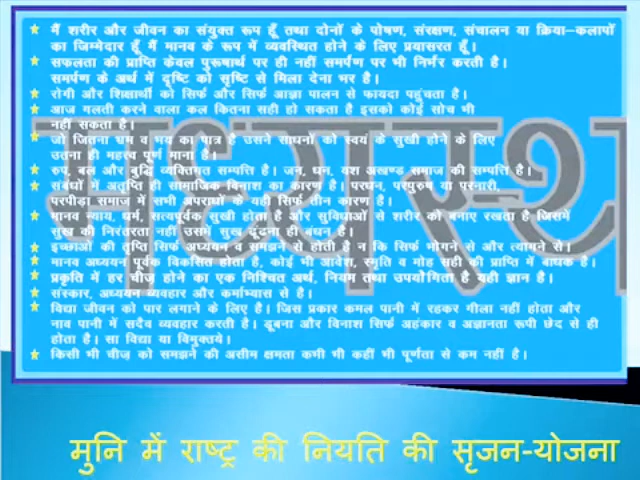 मैं शरीर और जीवन का संयुक्त रूप हूँ तथा दोनों के पोषण, संरक्षण, संचालन या क्रिया–कलापों
का जिम्मेदार हूँ मैं मानव के रूप में व्यवस्थित होने के लिए प्रयासरत हूँ।
सफलता की प्राप्ति केवल पुरूषार्थ पर ही नहीं समर्पण पर भी निर्भर करती है।
समर्पण के अर्थ में दृष्टि को सृष्टि से मिला देना भर है।
रोगी और शिक्षार्थी को सिर्फ और सिर्फ आज्ञा पालन से फायदा पहुंचता है।
आज गलती करने वाला कल कितना सही हो सकता है इसको कोई सोच भी
नहीं सकता है।
जो जितना भ्रम व भय का पात्र है उसने साधनों को स्वयं के सुखी होने के लिए
उतना ही महत्व पूर्ण माना है।
रुप, बल और बुद्धि व्यक्तिगत सम्पत्ति है। जन, धन, यश अखण्ड समाज की सम्पत्ति है।
संबंधों में अतृप्ति ही सामाजिक विनाश का कारण है। परधन, परपुरुष या परनारी,
परपीड़ा समाज में सभी अपराधों के यही सिर्फ तीन कारण है।
मानव न्याय, धर्म, सत्यपूर्वक सुखी होता है और सुविधाओं से शरीर को बनाए रखता है जिसमें
सुख की निरंतरता नहीं उसमें सुख ढूंढना ही बंधन है।
इच्छाओं की तृप्ति सिर्फ अध्ययन व समझने से होती है न कि सिर्फ भोगने से और त्यागने से।
मानव अध्ययन पूर्वक विकसित होता है, कोई भी आवेश, स्मृति व मोह सही की प्राप्ति में बाधक है।
प्रकृति में हर चीज़ होने का एक निश्चित अर्थ, नियम तथा उपयोगिता है यही ज्ञान है।
संस्कार, अध्ययन व्यवहार और कर्माभ्यास से है।
विद्या जीवन को पार लगाने के लिए है। जिस प्रकार कमल पानी में रहकर गीला नहीं होता और
नाव पानी में सदैव व्यवहार करती है। डूबना और विनाश सिर्फ अहंकार व अज्ञानता रूपी छेद से ही
होता है। सा विद्या या विमुक्तये।
किसी भी चीज़ को समझने की असीम क्षमता कभी भी कहीं भी पूर्णता से कम नहीं है।
मध्यस्थ
मुनि में राष्ट्र की नियति की सृजन-योजना